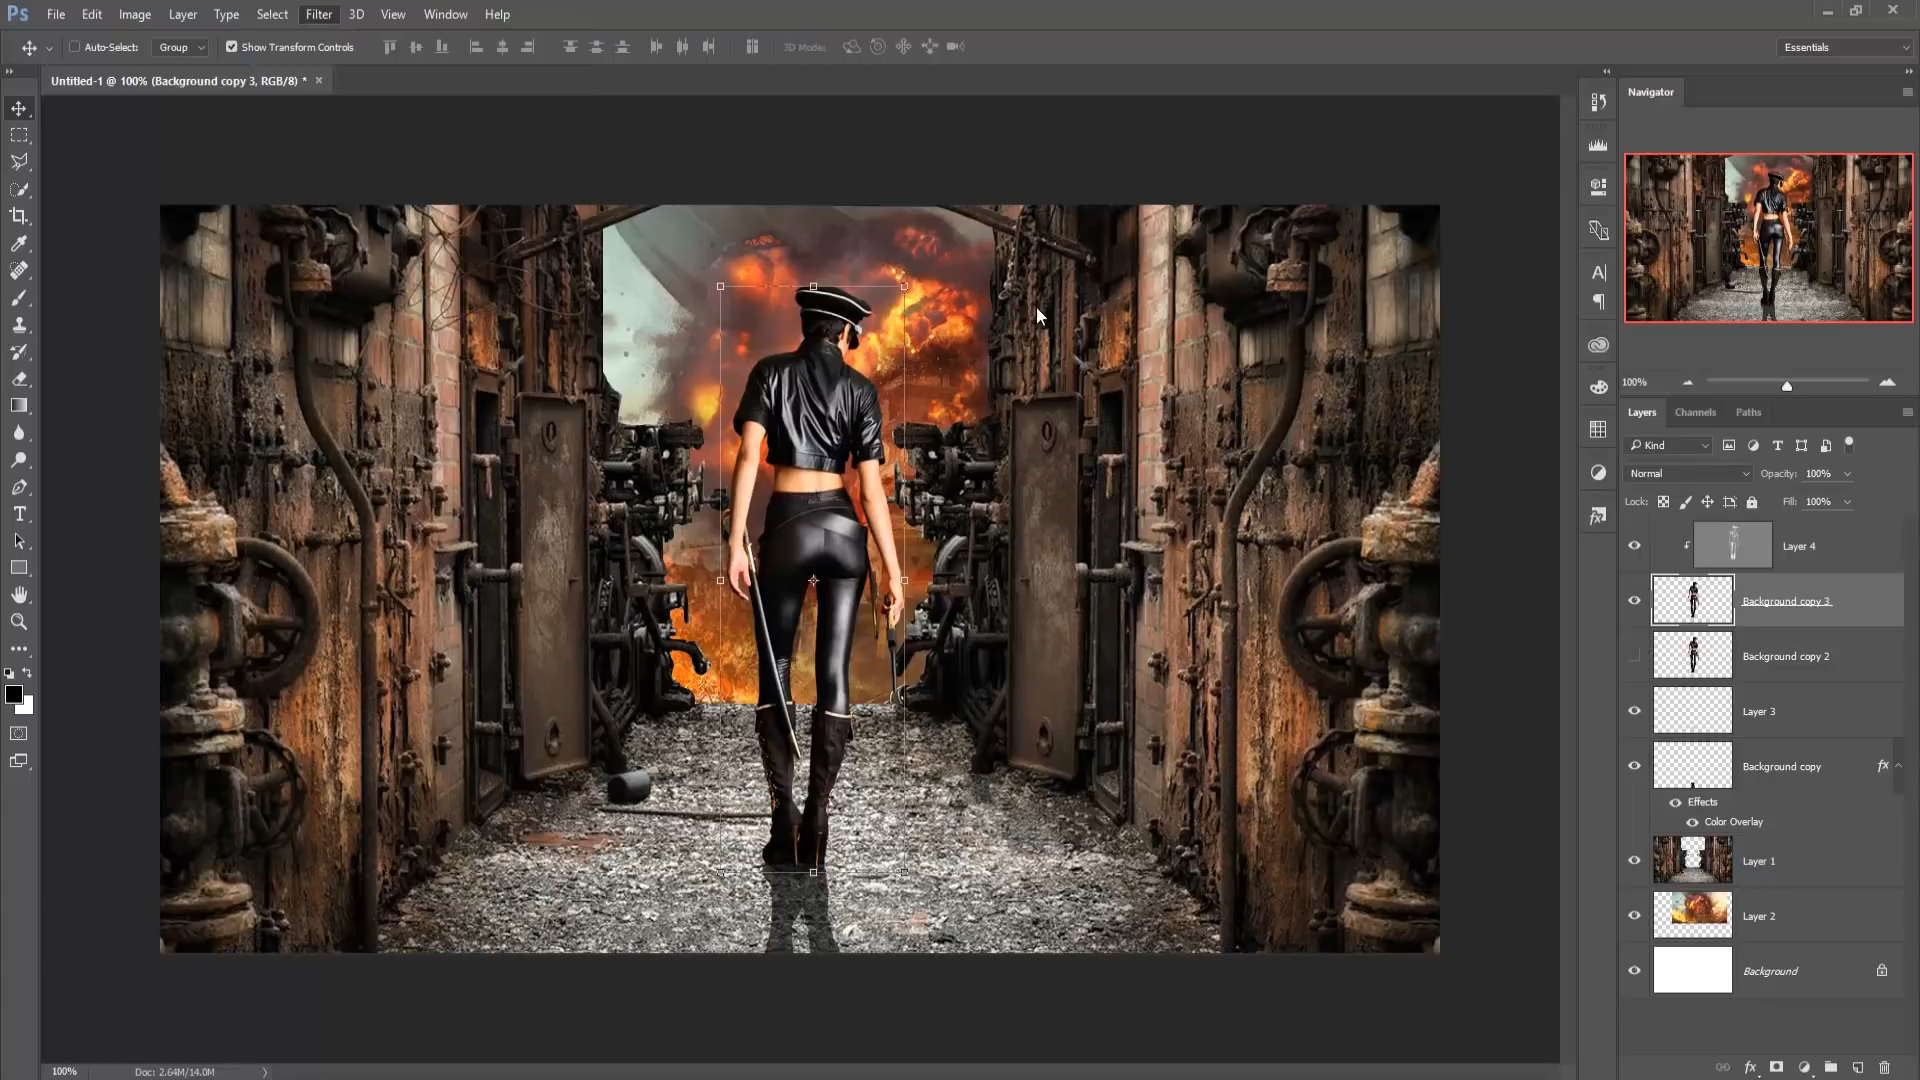 Ps File Edit Image Layer Type Select Filter 3D View Window Help
Auto-Select: Group Show Transform Controls 3D Mode: Essentials
Untitled-1 @ 100% (Background copy 3, RGB/8) * ×
Navigator
100%
Layers Channels Paths
Kind
Normal Opacity: 100%
Lock: Fill: 100%
Layer 4
Background copy 3
Background copy 2
Layer 3
Background copy fx
Effects
Color Overlay
Layer 1
Layer 2
Background
100% Doc: 2.64M/14.0M